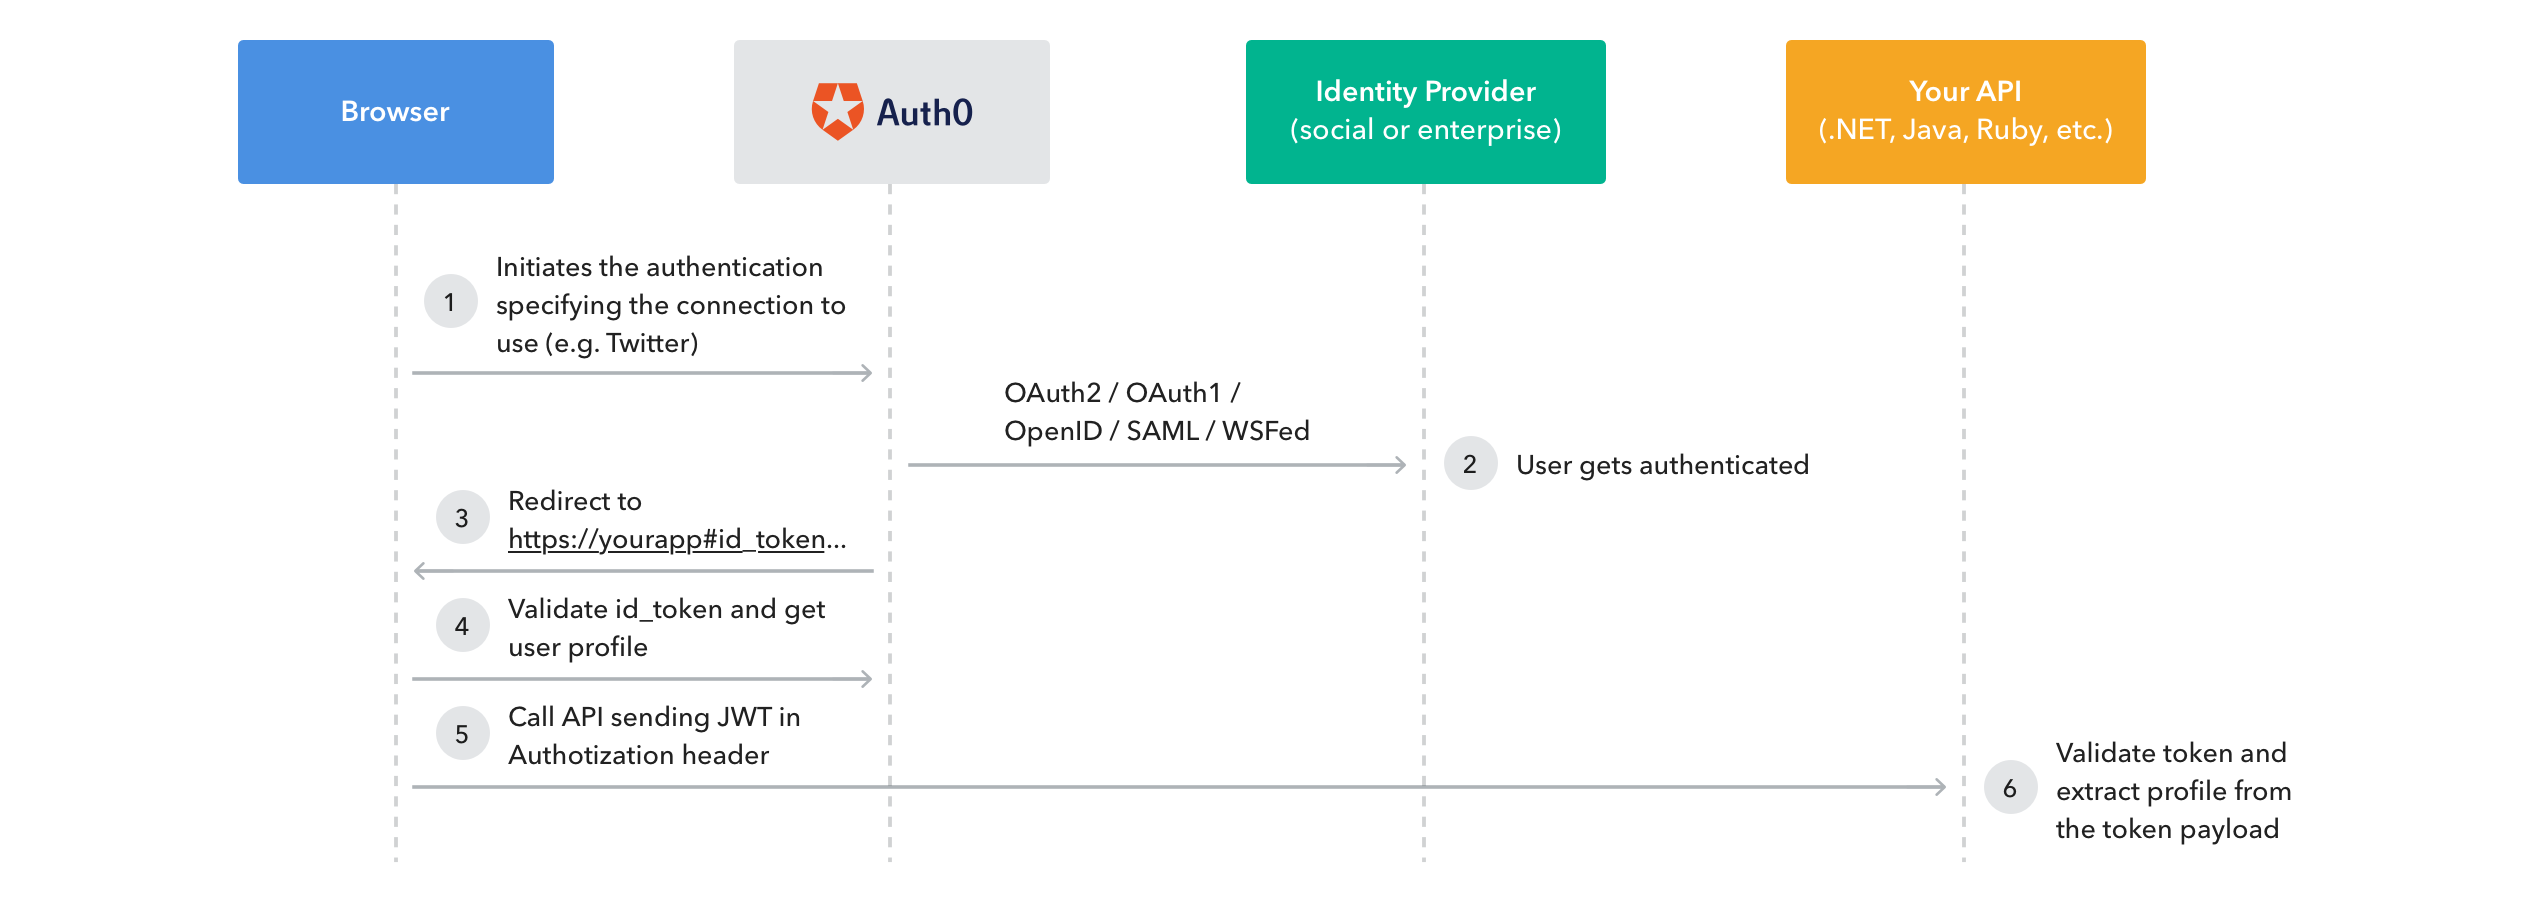 Browser
Auth0
Identity Provider
(social or enterprise)
Your API
(.NET, Java, Ruby, etc.)
1
Initiates the authentication
specifying the connection to
use (e.g. Twitter)
OAuth2 / OAuth1 /
OpenID / SAML / WSFed
2
User gets authenticated
3
Redirect to
https://yourapp#id_token...
4
Validate id_token and get
user profile
5
Call API sending JWT in
Authotization header
6
Validate token and
extract profile from
the token payload